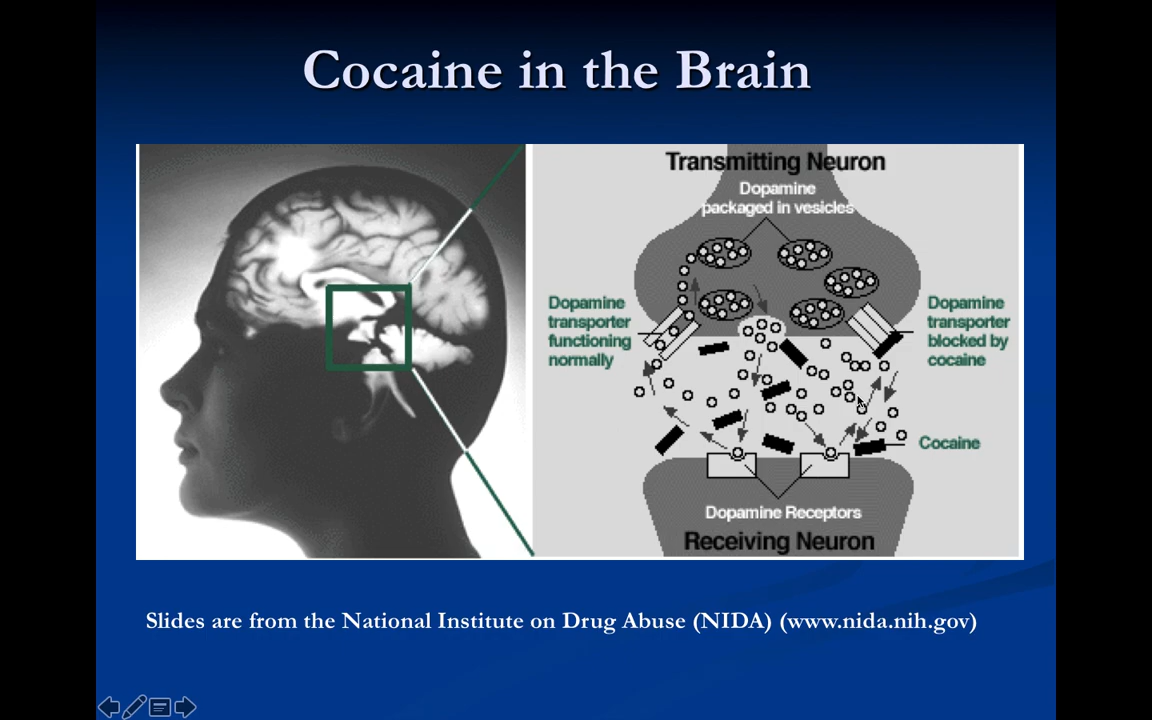 Cocaine in the Brain
Transmitting Neuron
Dopamine
packaged in vesicles
Dopamine
transporter
functioning
normally
Dopamine
transporter
blocked by
cocaine
Cocaine
Dopamine Receptors
Receiving Neuron
Slides are from the National Institute on Drug Abuse (NIDA) (www.nida.nih.gov)